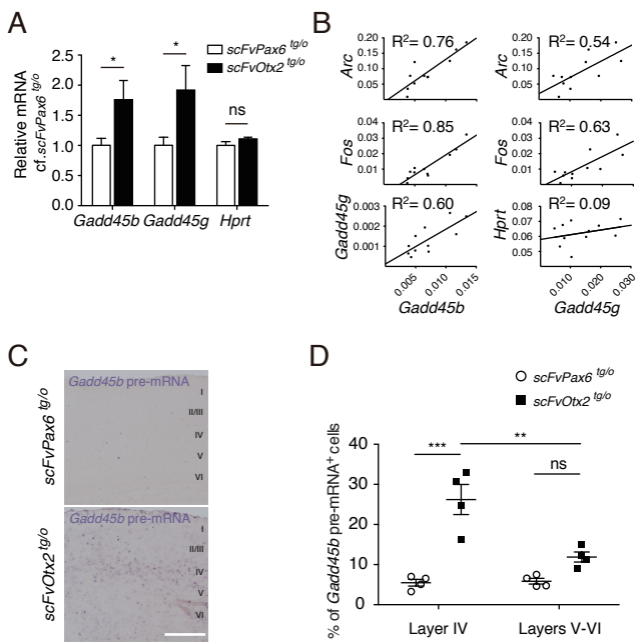 A
scFvPax6 tg/o
scFvOtx2 tg/o
Relative mRNA
cf.scFvPax6 tg/o
2.5
2.0
1.5
1.0
0.5
0.0
*
*
ns
Gadd45b
Gadd45g
Hprt
B
R²= 0.76
Arc
0.20
0.15
0.10
0.05
R²= 0.54
Arc
0.20
0.15
0.10
0.05
R²= 0.85
Fos
0.04
0.03
0.02
0.01
R²= 0.63
Fos
0.04
0.03
0.02
0.01
R²= 0.60
Gadd45g
0.003
0.002
0.001
R²= 0.09
Hprt
0.08
0.07
0.06
0.05
0.005
0.010
0.015
Gadd45b
0.010
0.020
0.030
Gadd45g
C
scFvPax6 tg/o
Gadd45b pre-mRNA
I
II/III
IV
V
VI
scFvOtx2 tg/o
Gadd45b pre-mRNA
I
II/III
IV
V
VI
D
scFvPax6 tg/o
scFvOtx2 tg/o
% of Gadd45b pre-mRNA+ cells
40
30
20
10
0
***
**
ns
Layer IV
Layers V-VI